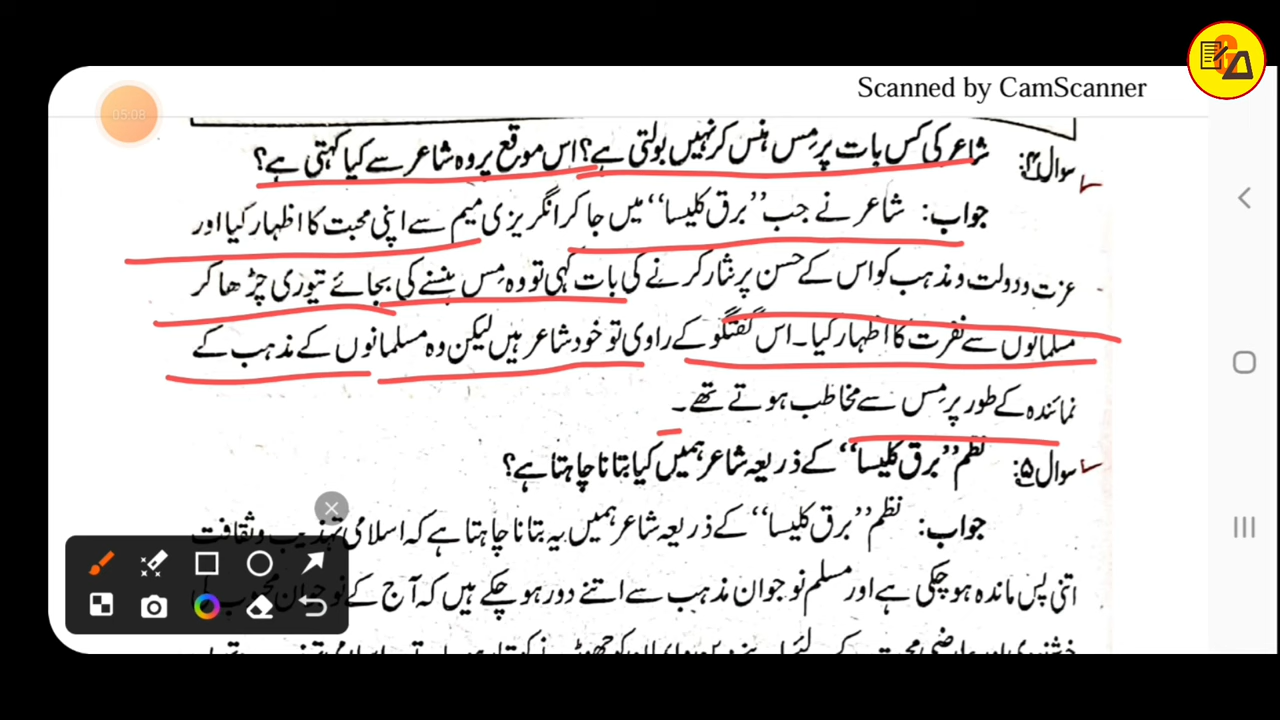 Scanned by CamScanner
05:08
سوال ۴: شاعر کی کس بات پر مِس ہنس کر نہیں بولتی ہے؟ اس موقع پر وہ شاعر سے کیا کہتی ہے؟
جواب: شاعر نے جب ”برق کلیسا“ میں جا کر انگریزی میم سے اپنی محبت کا اظہار کیا اور
عزت و دولت و مذہب کو اس کے حسن پر نثار کرنے کی بات کہی تو وہ مِس ہنسنے کی بجائے تیوری چڑھا کر
مسلمانوں سے نفرت کا اظہار کیا۔ اس گفتگو کے راوی تو خود شاعر ہیں لیکن وہ مسلمانوں کے مذہب کے
نمائندہ کے طور پر مِس سے مخاطب ہوتے تھے۔
سوال ۵: نظم ”برق کلیسا“ کے ذریعہ شاعر ہمیں کیا بتانا چاہتا ہے؟
جواب: نظم ”برق کلیسا“ کے ذریعہ شاعر ہمیں یہ بتانا چاہتا ہے کہ اسلامی تہذیب و ثقافت
اتنی پس ماندہ ہو چکی ہے اور مسلم نوجوان مذہب سے اتنے دور ہو چکے ہیں کہ آج کے نوجوان محبوب کی